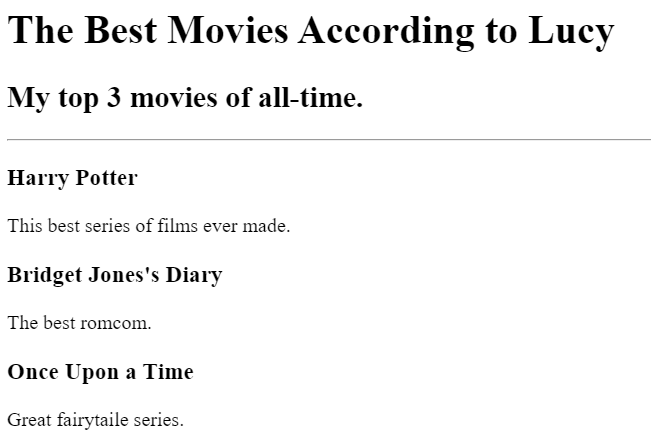 The Best Movies According to Lucy
My top 3 movies of all-time.
Harry Potter
This best series of films ever made.
Bridget Jones's Diary
The best romcom.
Once Upon a Time
Great fairytaile series.